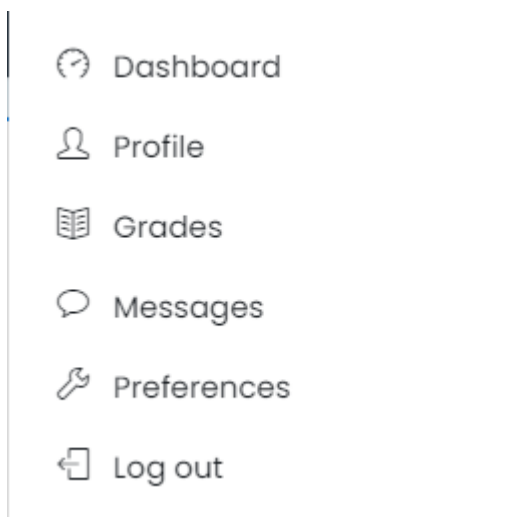 Dashboard
Profile
Grades
Messages
Preferences
Log out